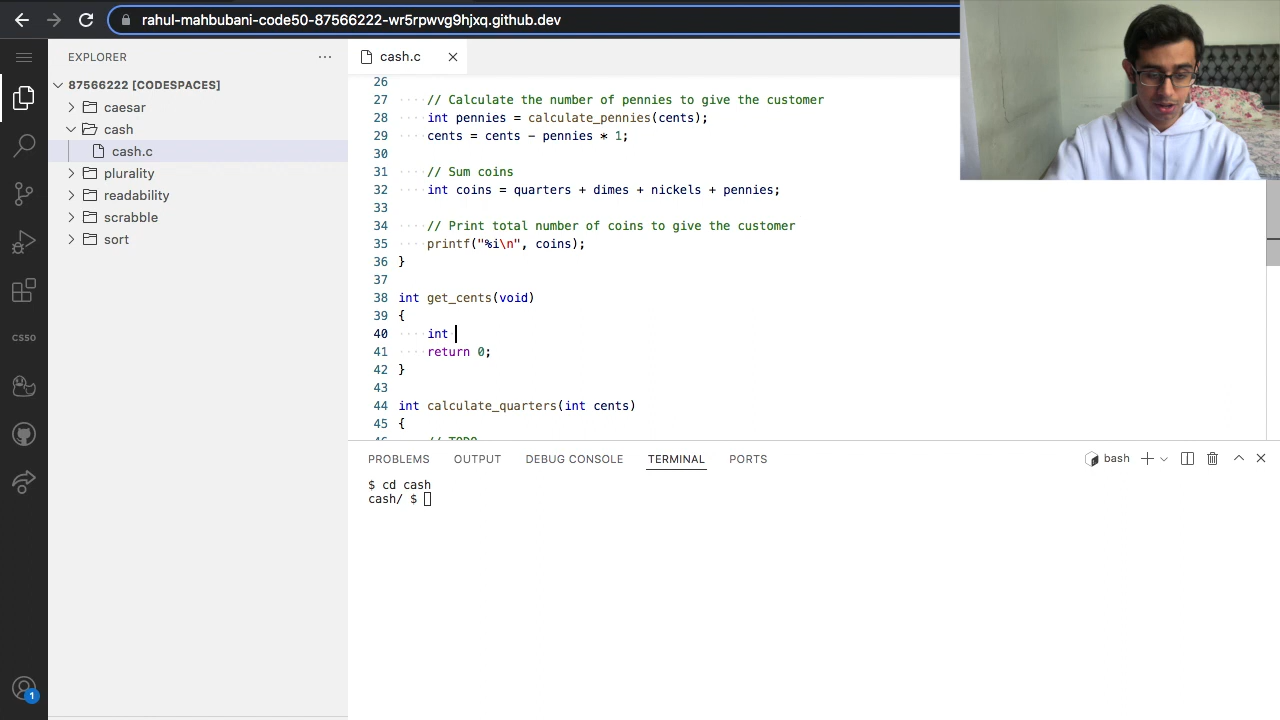 rahul-mahbubani-code50-87566222-wr5rpwvg9hjxq.github.dev
EXPLORER
87566222 [CODESPACES]
caesar
cash
cash.c
plurality
readability
scrabble
sort
CS50
1
cash.c
26
27 // Calculate the number of pennies to give the customer
28 int pennies = calculate_pennies(cents);
29 cents = cents - pennies * 1;
30
31 // Sum coins
32 int coins = quarters + dimes + nickels + pennies;
33
34 // Print total number of coins to give the customer
35 printf("%i\n", coins);
36 }
37
38 int get_cents(void)
39 {
40 int
41 return 0;
42 }
43
44 int calculate_quarters(int cents)
45 {
46 // TODO
PROBLEMS OUTPUT DEBUG CONSOLE TERMINAL PORTS
bash
$ cd cash
cash/ $